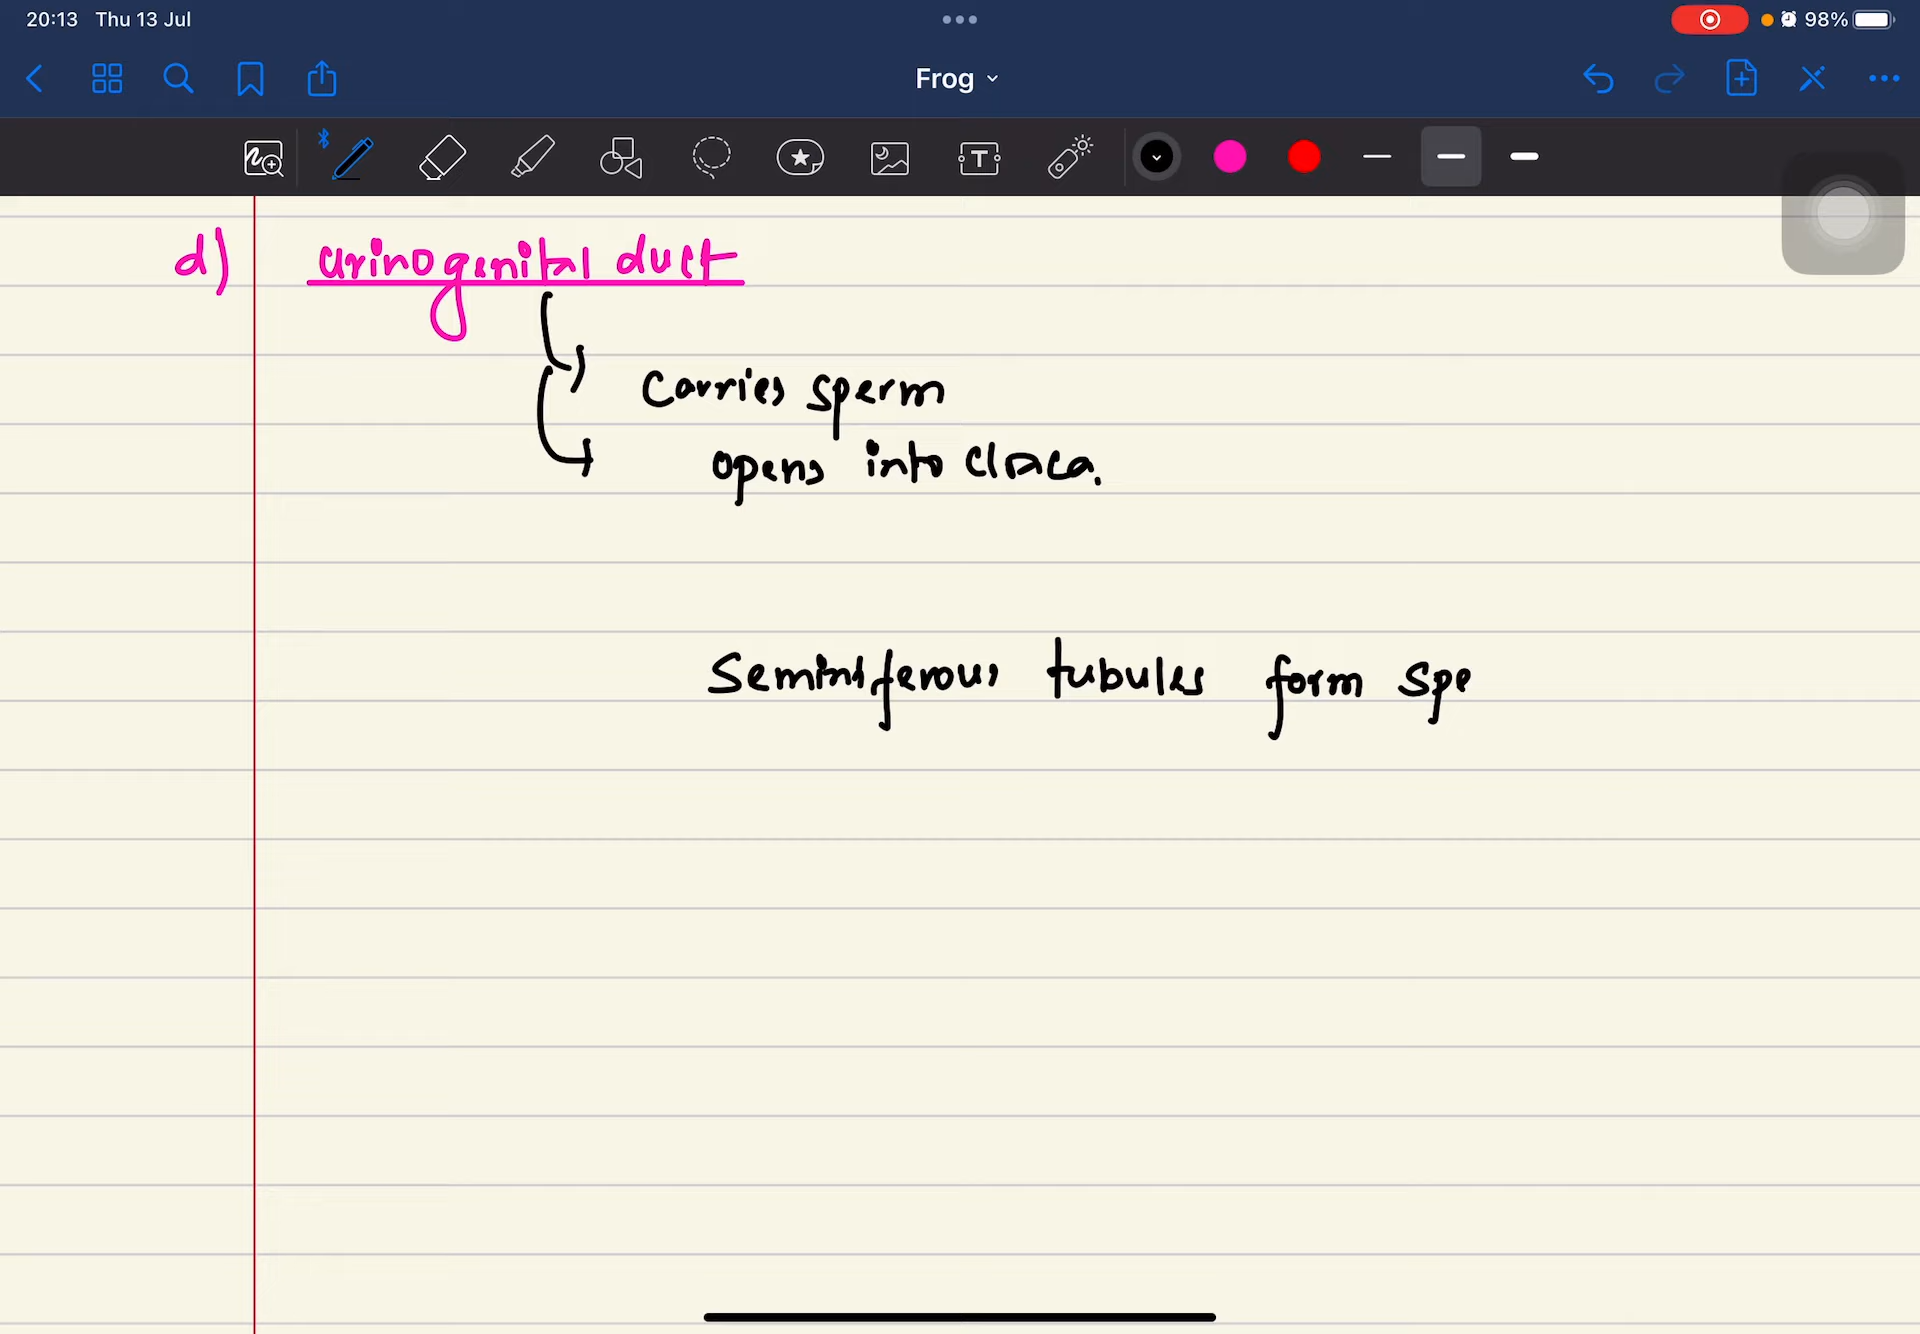 20:13 Thu 13 Jul 98%
Frog
T
d) urinogenital duct
Carries sperm
opens into cloaca.
Seminiferous tubules form spe